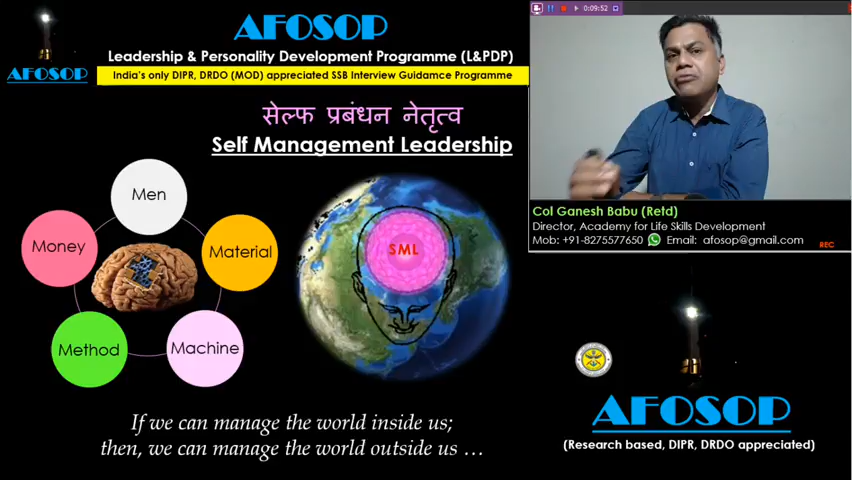 AFOSOP
Leadership & Personality Development Programme (L&PDP)
AFOSOP
India's only DIPR, DRDO (MOD) appreciated SSB Interview Guidamce Programme
सेल्फ प्रबंधन नेतृत्व
Self Management Leadership
Men
Money
Material
Method
Machine
SML
If we can manage the world inside us;
then, we can manage the world outside us …
0:09:52
Col Ganesh Babu (Retd)
Director, Academy for Life Skills Development
Mob: +91-8275577650 Email: afosop@gmail.com
REC
AFOSOP
(Research based, DIPR, DRDO appreciated)